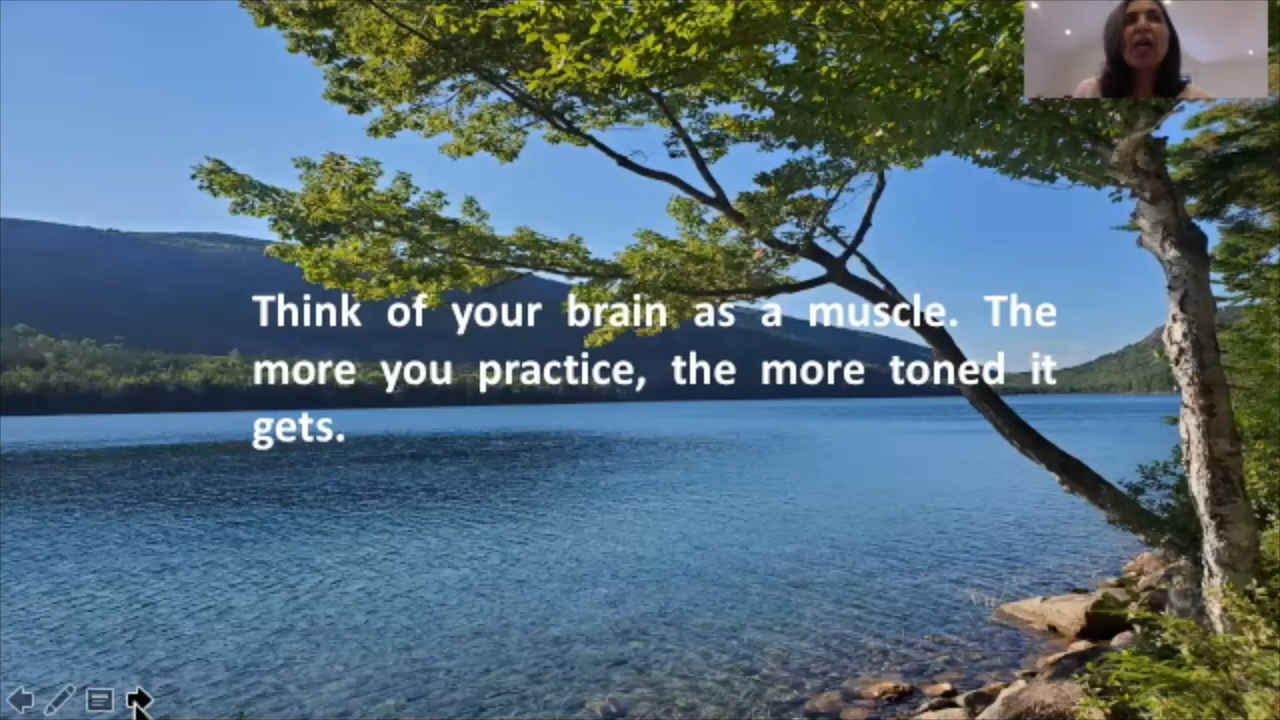 Think of your brain as a muscle. The
more you practice, the more toned it
gets.